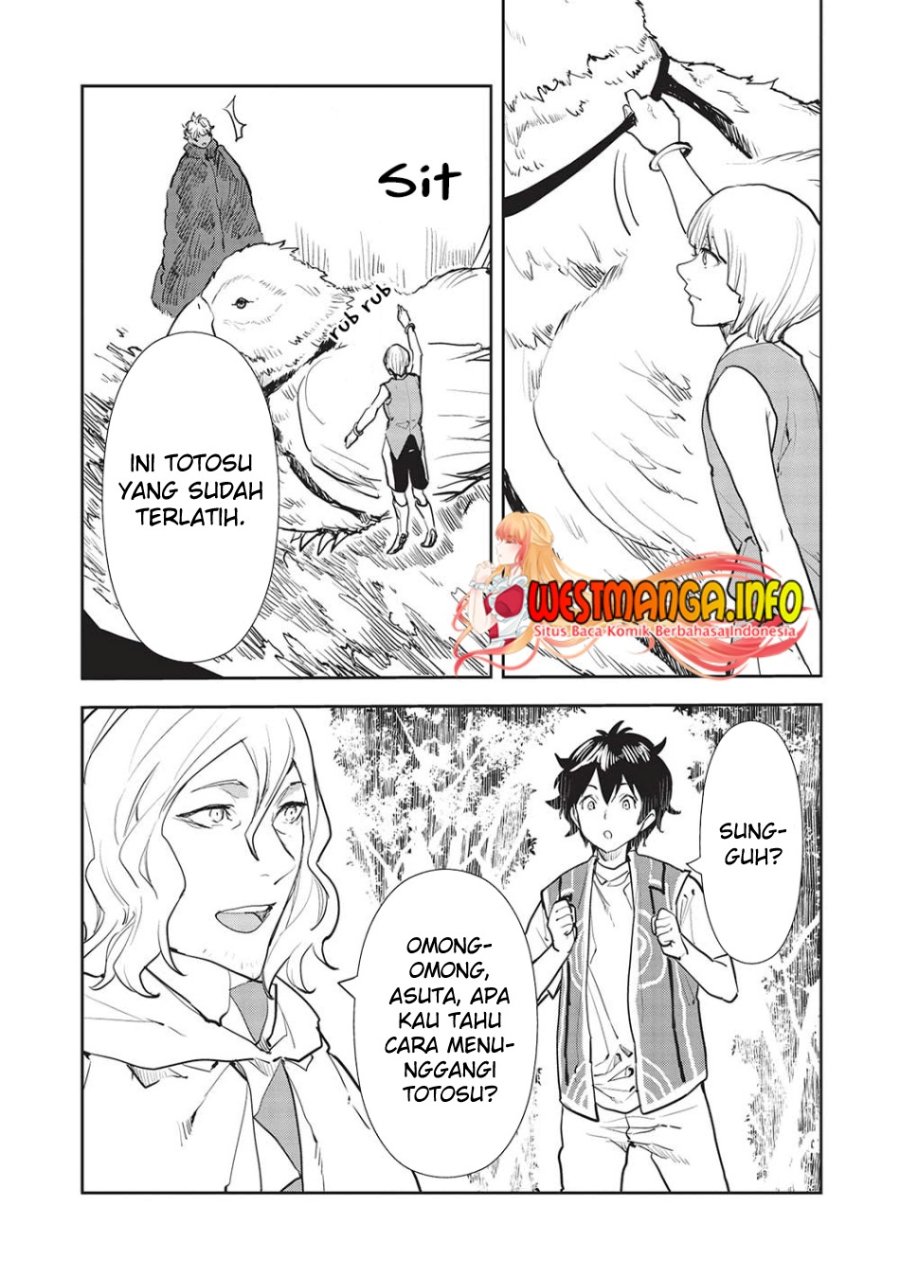 Sit
rub rub
INI TOTOSU
YANG SUDAH
TERLATIH.
WESTMANGA.INFO
Situs Baca Komik Berbahasa Indonesia
SUNG-
GUH?
OMONG-
OMONG,
ASUTA, APA
KAU TAHU
CARA MENU-
NGGANGI
TOTOSU?